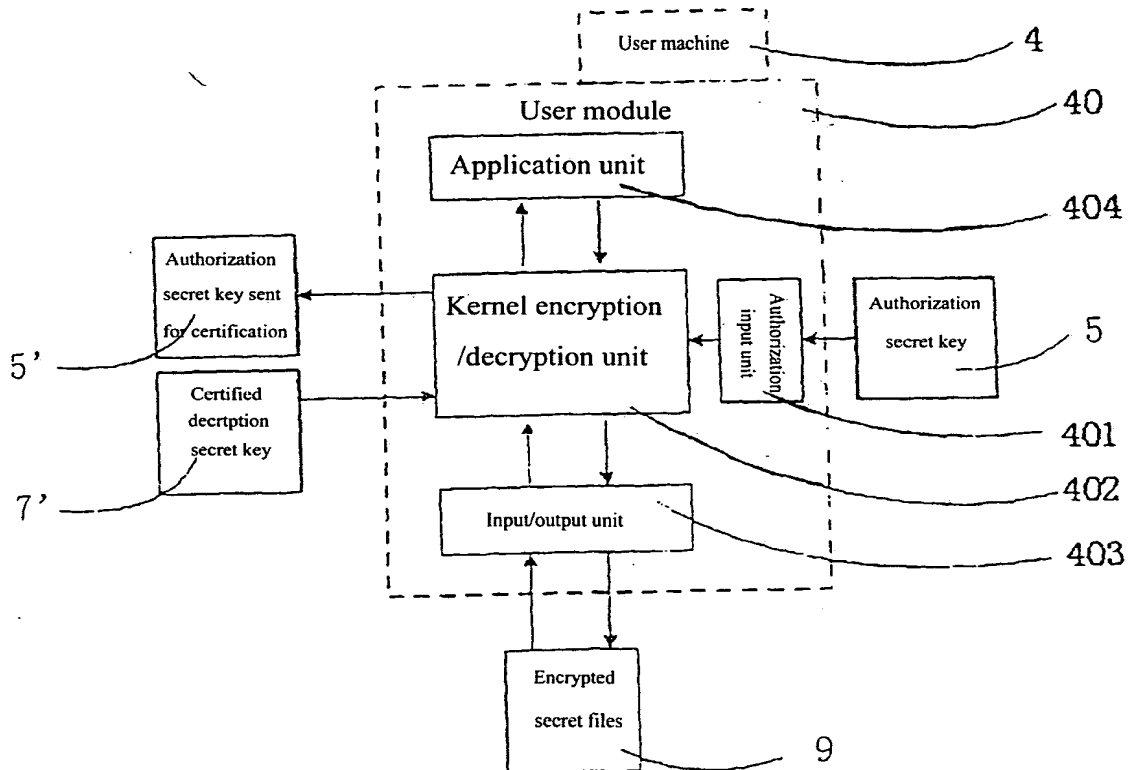 User machine
4
40
User module
Application unit
404
Authorization
secret key sent
for certification
5'
Kernel encryption
/decryption unit
Authorization
input unit
Authorization
secret key
5
401
Certified
decrtption
secret key
7'
402
Input/output unit
403
Encrypted
secret files
9